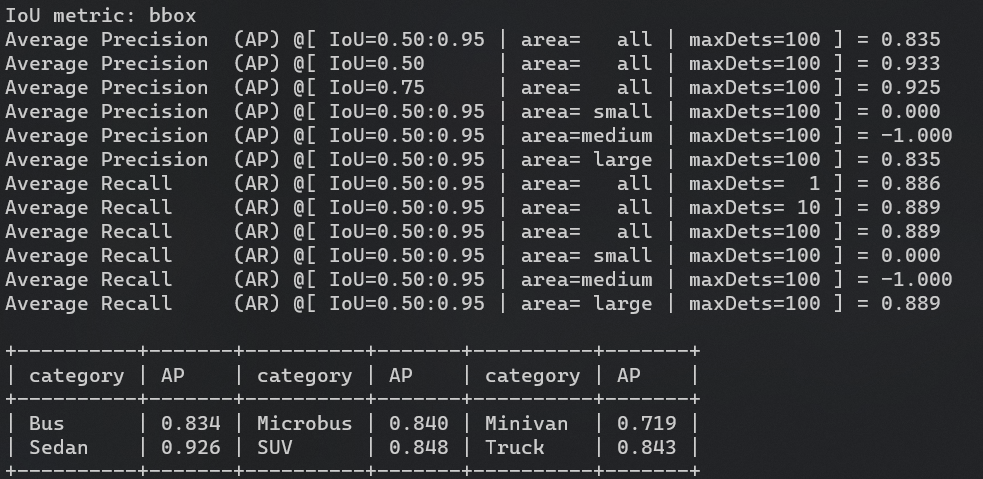 IoU metric: bbox
Average Precision  (AP) @[ IoU=0.50:0.95 | area=   all | maxDets=100 ] = 0.835
Average Precision  (AP) @[ IoU=0.50      | area=   all | maxDets=100 ] = 0.933
Average Precision  (AP) @[ IoU=0.75      | area=   all | maxDets=100 ] = 0.925
Average Precision  (AP) @[ IoU=0.50:0.95 | area= small | maxDets=100 ] = 0.000
Average Precision  (AP) @[ IoU=0.50:0.95 | area=medium | maxDets=100 ] = -1.000
Average Precision  (AP) @[ IoU=0.50:0.95 | area= large | maxDets=100 ] = 0.835
Average Recall     (AR) @[ IoU=0.50:0.95 | area=   all | maxDets=  1 ] = 0.886
Average Recall     (AR) @[ IoU=0.50:0.95 | area=   all | maxDets= 10 ] = 0.889
Average Recall     (AR) @[ IoU=0.50:0.95 | area=   all | maxDets=100 ] = 0.889
Average Recall     (AR) @[ IoU=0.50:0.95 | area= small | maxDets=100 ] = 0.000
Average Recall     (AR) @[ IoU=0.50:0.95 | area=medium | maxDets=100 ] = -1.000
Average Recall     (AR) @[ IoU=0.50:0.95 | area= large | maxDets=100 ] = 0.889

+----------+-------+----------+-------+----------+-------+
| category | AP    | category | AP    | category | AP    |
+----------+-------+----------+-------+----------+-------+
| Bus      | 0.834 | Microbus | 0.840 | Minivan  | 0.719 |
| Sedan    | 0.926 | SUV      | 0.848 | Truck    | 0.843 |
+----------+-------+----------+-------+----------+-------+